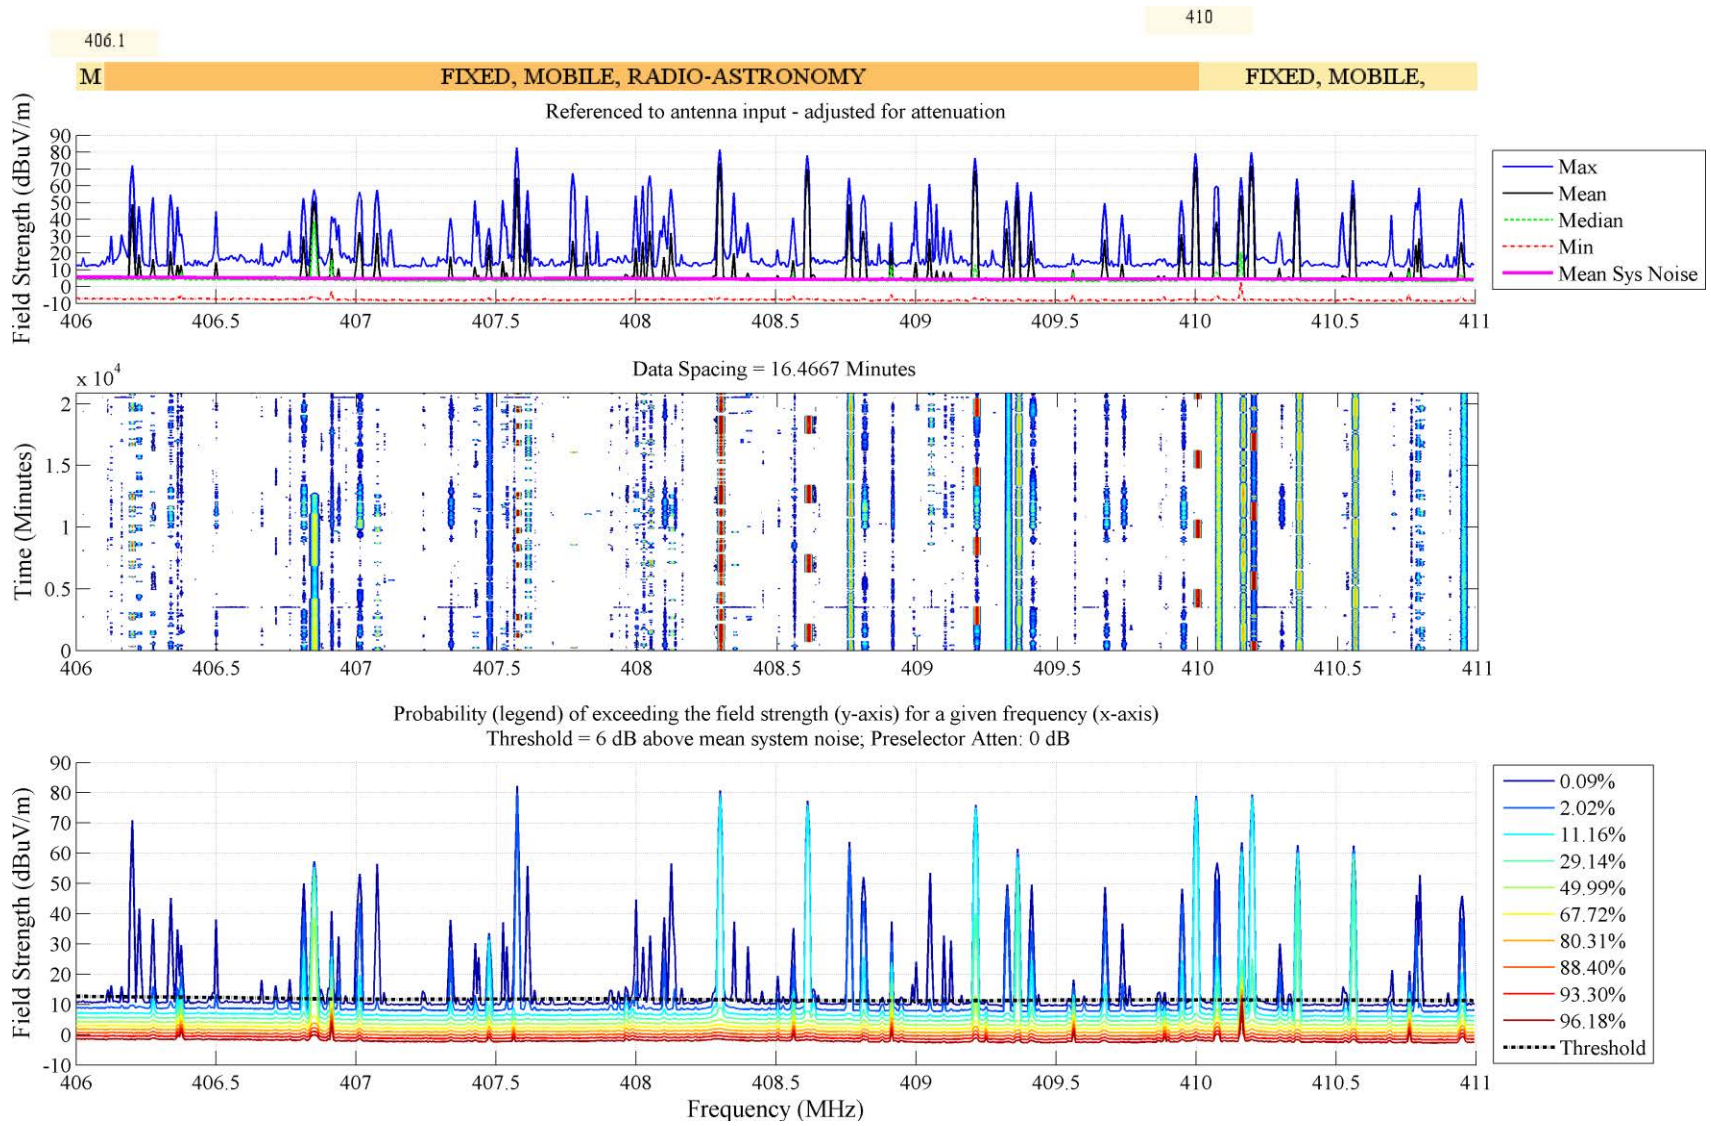 410
406.1
M FIXED, MOBILE, RADIO-ASTRONOMY FIXED, MOBILE,
Referenced to antenna input - adjusted for attenuation
Field Strength (dBuV/m)
90
80
70
60
50
40
30
20
10
0
-10
406 406.5 407 407.5 408 408.5 409 409.5 410 410.5 411
Max
Mean
Median
Min
Mean Sys Noise
Data Spacing = 16.4667 Minutes
x 10^4
Time (Minutes)
2
1.5
1
0.5
0
406 406.5 407 407.5 408 408.5 409 409.5 410 410.5 411
Probability (legend) of exceeding the field strength (y-axis) for a given frequency (x-axis)
Threshold = 6 dB above mean system noise; Preselector Atten: 0 dB
Field Strength (dBuV/m)
90
80
70
60
50
40
30
20
10
0
-10
406 406.5 407 407.5 408 408.5 409 409.5 410 410.5 411
Frequency (MHz)
0.09%
2.02%
11.16%
29.14%
49.99%
67.72%
80.31%
88.40%
93.30%
96.18%
Threshold